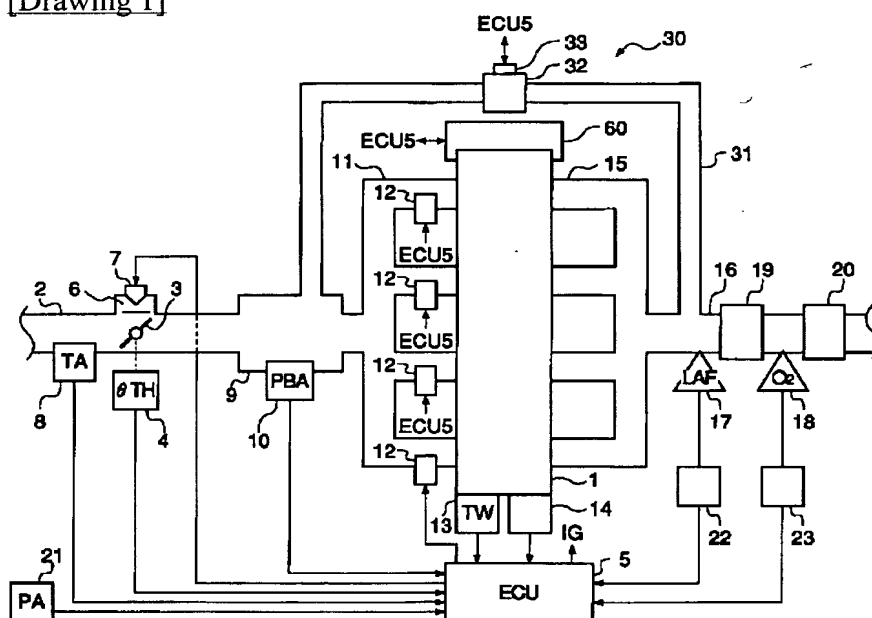 [Drawing 1]
ECU5
33
30
32
ECU5
60
11
15
31
12
ECU5
7
16
19
20
2
6
3
12
ECU5
TA
PBA
12
LAF
O2
θTH
9
8
10
ECU5
17
18
4
12
1
13
TW
14
22
23
IG
21
5
PA
ECU